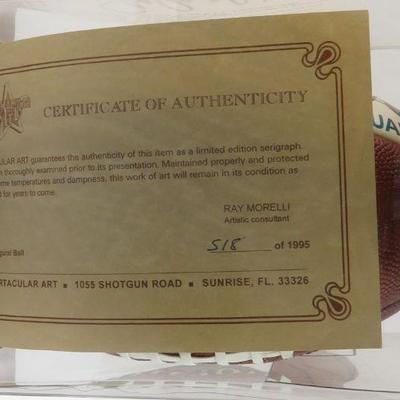 CERTIFICATE OF AUTHENTICITY
ULAR ART guarantees the authenticity of this item as a limited edition serigraph.
n thoroughly examined prior to its presentation. Maintained properly and protected
me temperatures and dampness, this work of art will remain in its condition as
for years to come.
RAY MORELLI
Artistic consultant
518 of 1995
gural Ball
RTACULAR ART ▪ 1055 SHOTGUN ROAD ▪ SUNRISE, FL. 33326
JA